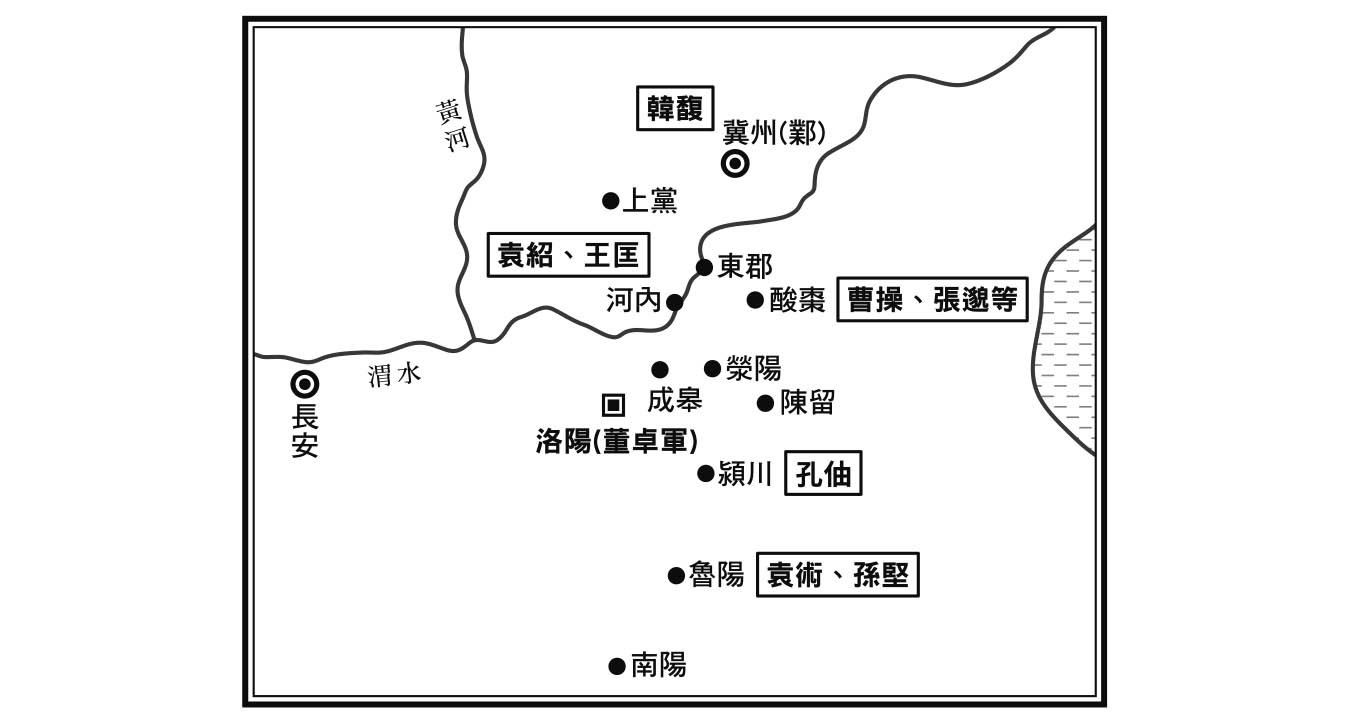 黃河
韓馥
冀州(鄴)
上黨
袁紹、王匡
東郡
河內
酸棗
曹操、張邈等
渭水
長安
滎陽
成皋
陳留
洛陽(董卓軍)
潁川
孔伷
魯陽
袁術、孫堅
南陽